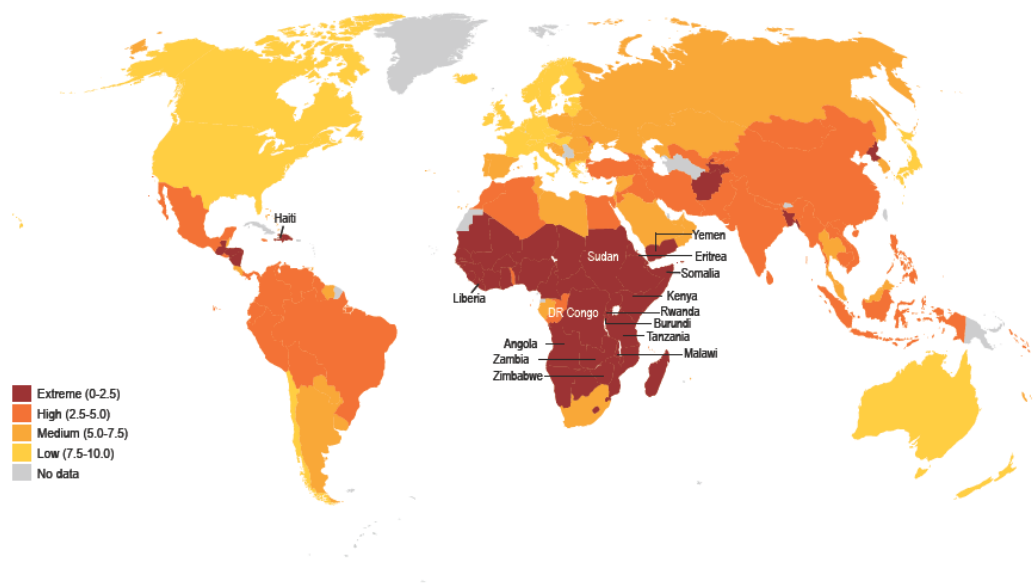 Haiti
Yemen
Sudan
Eritrea
Somalia
Liberia
Kenya
DR Congo
Rwanda
Burundi
Tanzania
Angola
Malawi
Zambia
Zimbabwe
Extreme (0-2.5)
High (2.5-5.0)
Medium (5.0-7.5)
Low (7.5-10.0)
No data